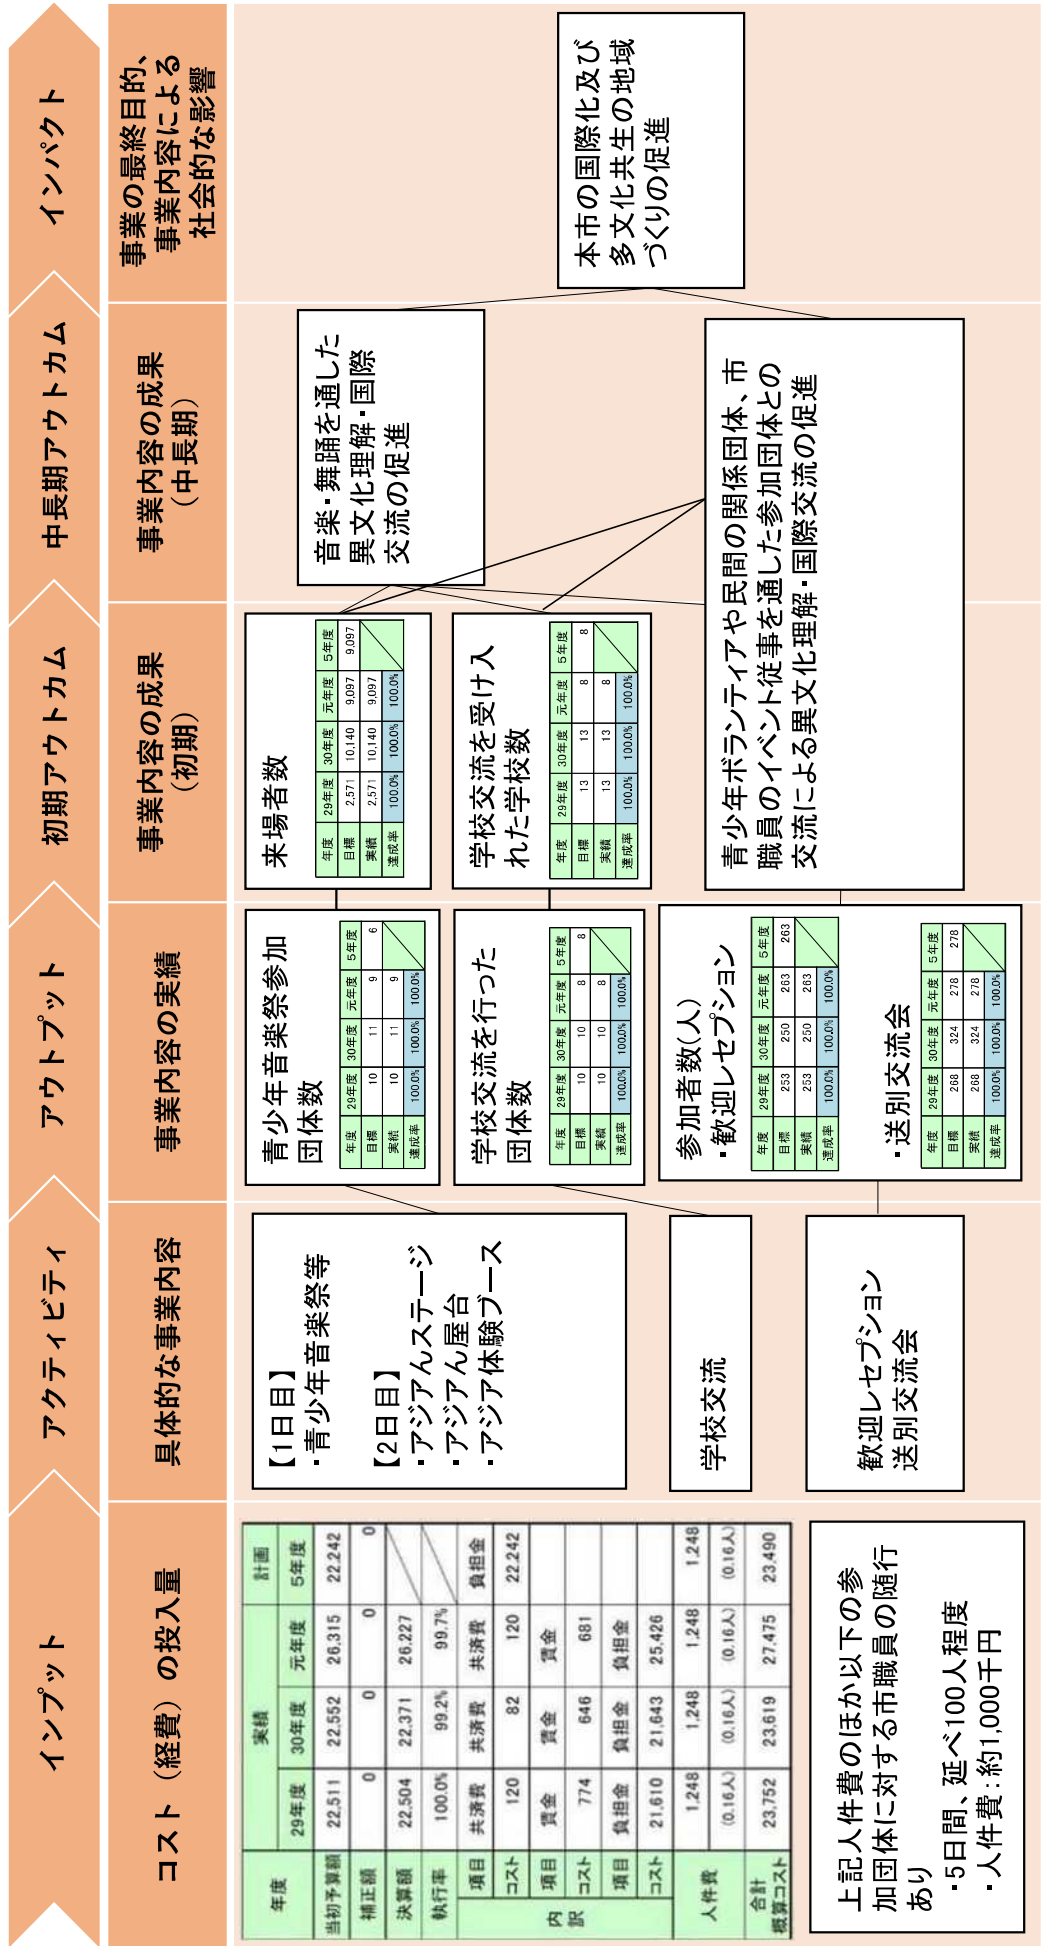 インプット
アクティビティ
アウトプット
初期アウトカム
中長期アウトカム
インパクト
コスト（経費）の投入量
具体的な事業内容
事業内容の実績
事業内容の成果
（初期）
事業内容の成果
（中長期）
事業の最終目的、
事業内容による
社会的な影響
年度 実績 計画
29年度 30年度 元年度 5年度
当初予算額 22,511 22,552 26,315 22,242
補正額 0 0 0 0
決算額 22,504 22,371 26,227
執行率 100.0% 99.2% 99.7%
内訳
項目 共済費 共済費 共済費 負担金
コスト 120 82 120 22,242
項目 賃金 賃金 賃金
コスト 774 646 681
項目 負担金 負担金 負担金
コスト 21,610 21,643 25,426
人件費 1,248 1,248 1,248 1,248
(0.16人) (0.16人) (0.16人) (0.16人)
合計
概算コスト 23,752 23,619 27,475 23,490
上記人件費のほか以下の参
加団体に対する市職員の随行
あり
・5日間、延べ100人程度
・人件費：約1,000千円
【1日目】
・青少年音楽祭等
【2日目】
・アジアんステージ
・アジアん屋台
・アジア体験ブース
学校交流
歓迎レセプション
送別交流会
青少年音楽祭参加
団体数
年度 29年度 30年度 元年度 5年度
目標 10 11 9 6
実績 10 11 9
達成率 100.0% 100.0% 100.0%
学校交流を行った
団体数
年度 29年度 30年度 元年度 5年度
目標 10 10 8 8
実績 10 10 8
達成率 100.0% 100.0% 100.0%
参加者数(人)
・歓迎レセプション
年度 29年度 30年度 元年度 5年度
目標 253 250 263 263
実績 253 250 263
達成率 100.0% 100.0% 100.0%
・送別交流会
年度 29年度 30年度 元年度 5年度
目標 268 324 278 278
実績 268 324 278
達成率 100.0% 100.0% 100.0%
来場者数
年度 29年度 30年度 元年度 5年度
目標 2,571 10,140 9,097 9,097
実績 2,571 10,140 9,097
達成率 100.0% 100.0% 100.0%
学校交流を受け入
れた学校数
年度 29年度 30年度 元年度 5年度
目標 13 13 8 8
実績 13 13 8
達成率 100.0% 100.0% 100.0%
音楽・舞踊を通した
異文化理解・国際
交流の促進
青少年ボランティアや民間の関係団体、市
職員のイベント従事を通した参加団体との
交流による異文化理解・国際交流の促進
本市の国際化及び
多文化共生の地域
づくりの促進